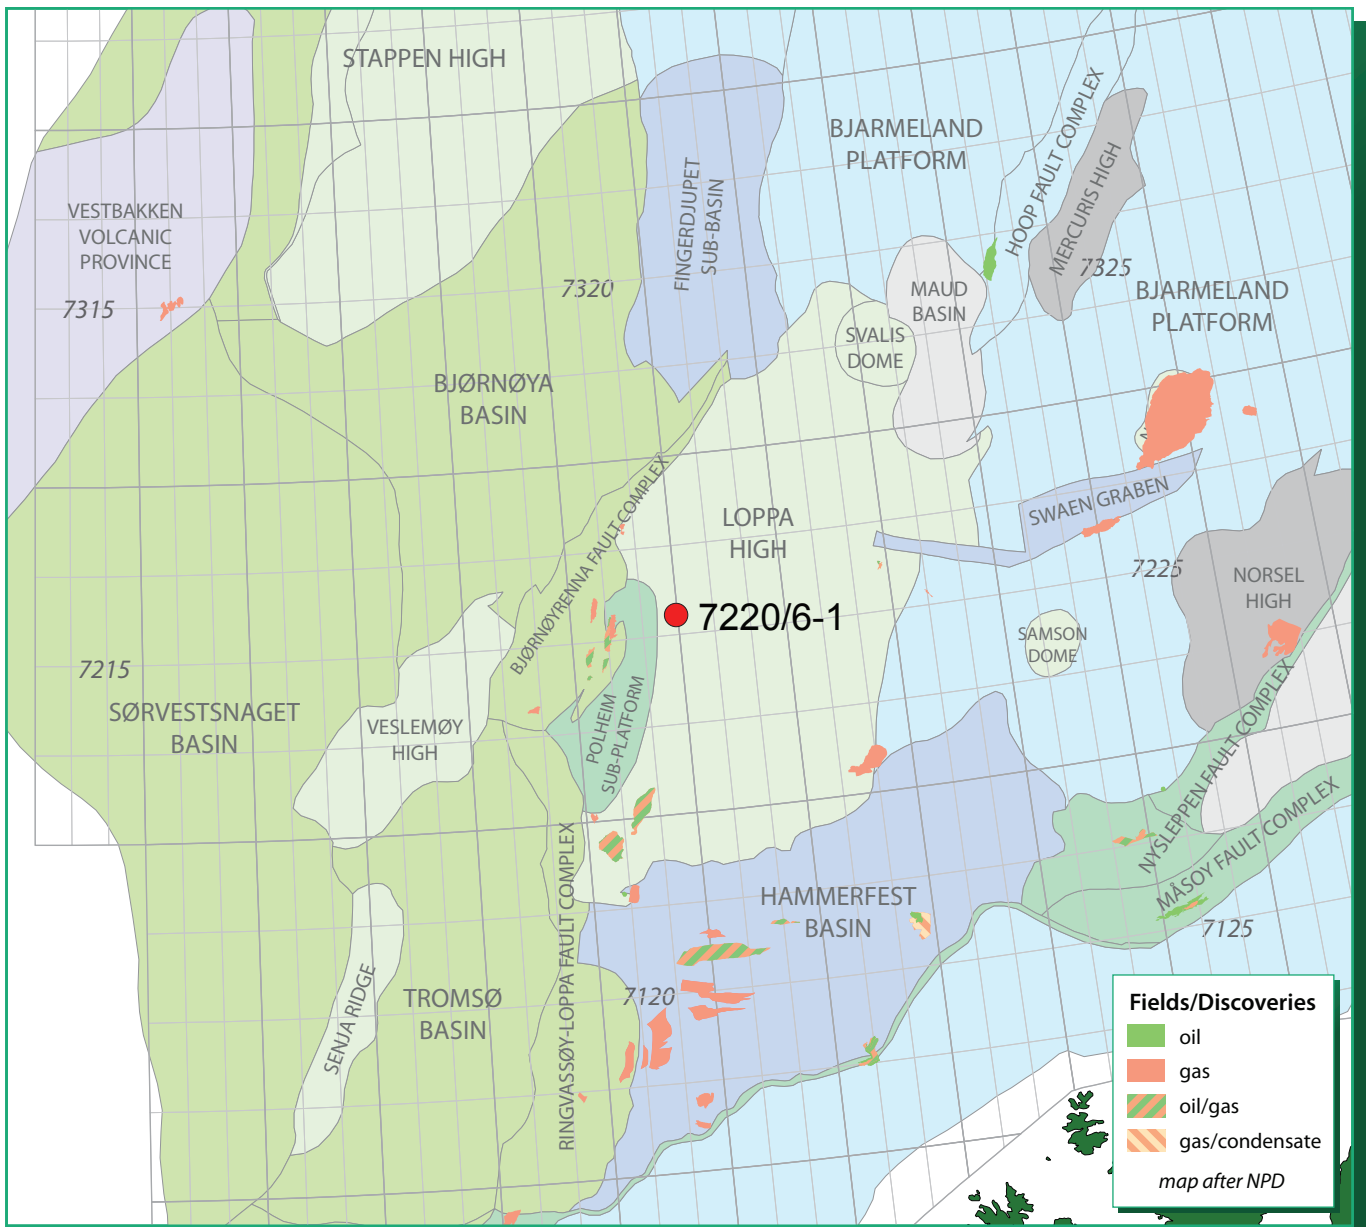 STAPPEN HIGH
BJARMELAND
PLATFORM
HOOP FAULT COMPLEX
MERCURIS HIGH
FINGERDJUPET
SUB-BASIN
VESTBAKKEN
VOLCANIC
PROVINCE
7315
7320
7325
MAUD
BASIN
BJARMELAND
PLATFORM
SVALIS
DOME
BJØRNØYA
BASIN
LOPPA
HIGH
SWAEN GRABEN
BJØRNØYRENNA FAULT COMPLEX
7225
NORSEL
HIGH
7220/6-1
SAMSON
DOME
7215
SØRVESTSNAGET
BASIN
VESLEMØY
HIGH
POLHEIM
SUB-PLATFORM
NYSLEPPEN FAULT COMPLEX
MÅSØY FAULT COMPLEX
RINGVASSØY-LOPPA FAULT COMPLEX
HAMMERFEST
BASIN
7125
7120
SENJA RIDGE
TROMSØ
BASIN
Fields/Discoveries
oil
gas
oil/gas
gas/condensate
map after NPD